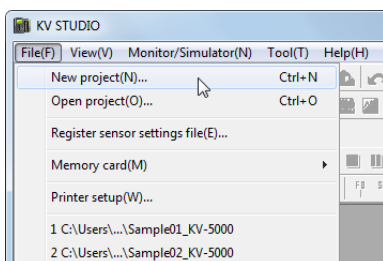 KV STUDIO
File(F) View(V) Monitor/Simulator(N) Tool(T) Help(H)
New project(N)... Ctrl+N
Open project(O)... Ctrl+O
Register sensor settings file(E)...
Memory card(M)
Printer setup(W)...
1 C:\Users\...\Sample01_KV-5000
2 C:\Users\...\Sample02_KV-5000